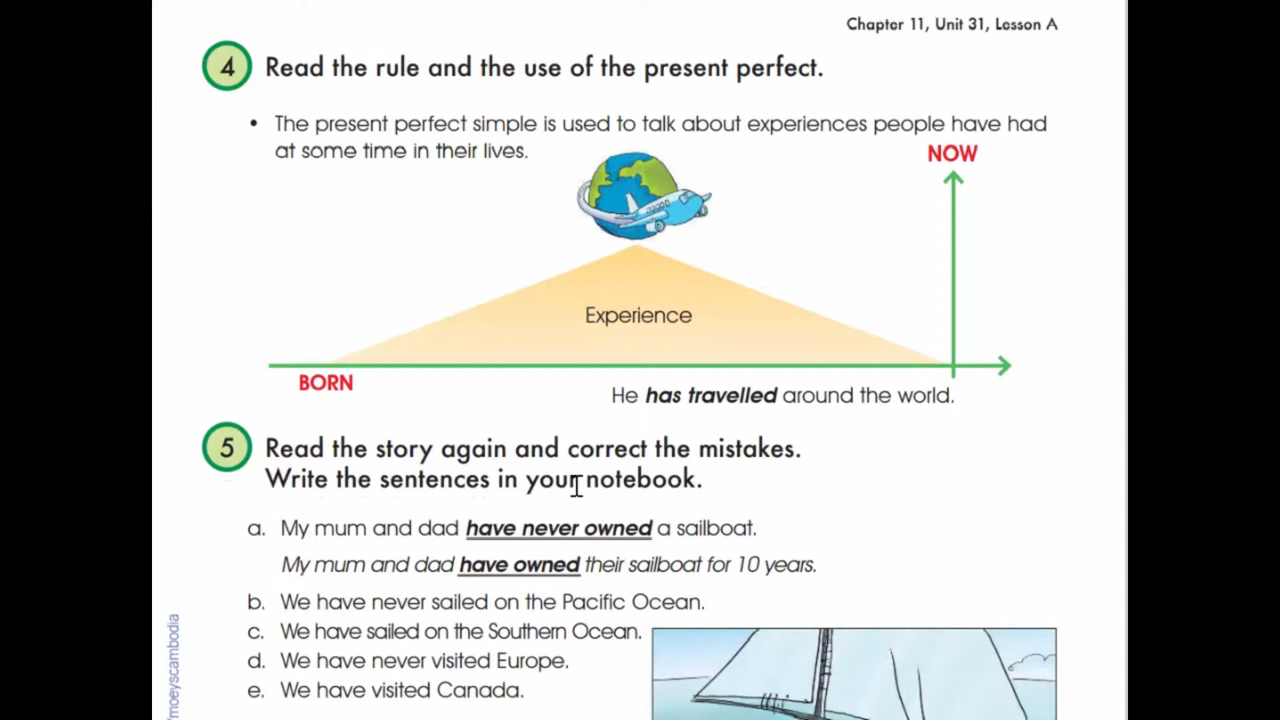 Chapter 11, Unit 31, Lesson A
4 Read the rule and the use of the present perfect.
• The present perfect simple is used to talk about experiences people have had
at some time in their lives.
NOW
Experience
BORN
He has travelled around the world.
5 Read the story again and correct the mistakes.
Write the sentences in your notebook.
a. My mum and dad have never owned a sailboat.
My mum and dad have owned their sailboat for 10 years.
b. We have never sailed on the Pacific Ocean.
c. We have sailed on the Southern Ocean.
d. We have never visited Europe.
e. We have visited Canada.
/moeyscambodia